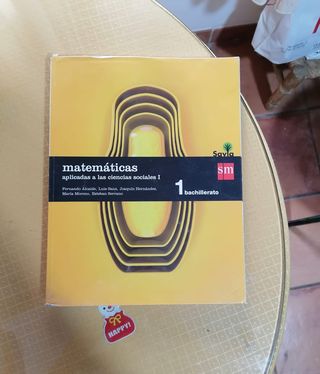 Savia
sm
matemáticas
aplicadas a las ciencias sociales I
Fernando Alcaide, Luis Sanz, Joaquín Hernández,
María Moreno, Esteban Serrano
1 bachillerato
HAPPY!